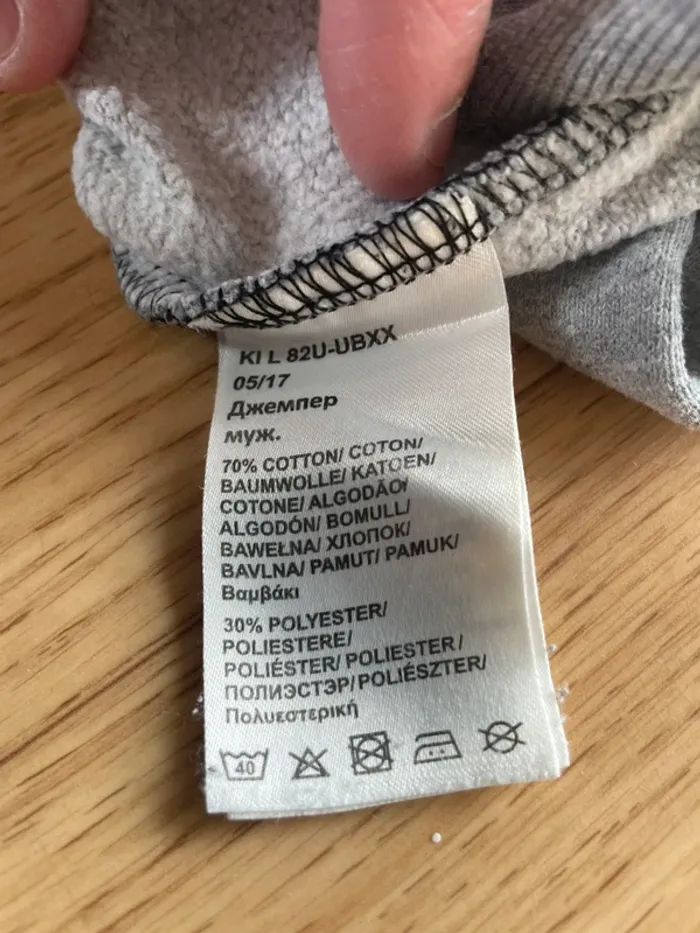 KI L 82U-UBXX
05/17
Джемпер
муж.
70% COTTON/ COTON/
BAUMWOLLE/ KATOEN/
COTONE/ ALGODÃO/
ALGODÓN/ BOMULL/
BAWEŁNA/ ХЛОПОК/
BAVLNA/ PAMUT/ PAMUK/
Βαμβάκι
30% POLYESTER/
POLIESTERE/
POLIÉSTER/ POLIESTER/
ПОЛИЭСТЭР/ POLIÉSZTER/
Πολυεστερική
40